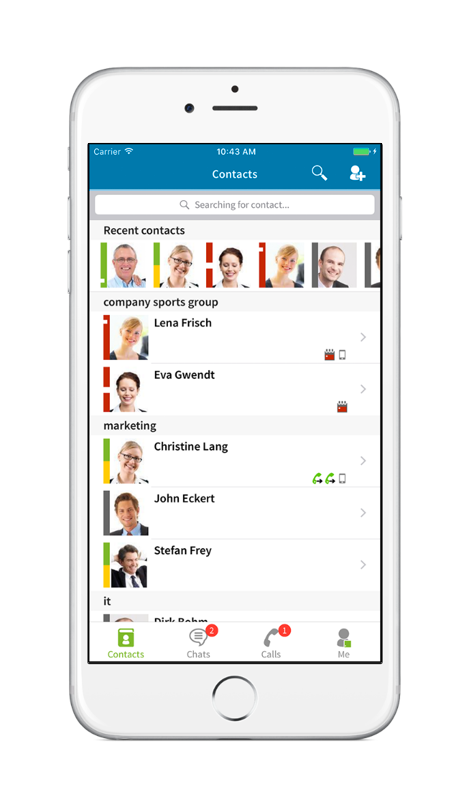 Carrier 10:43 AM
Contacts
Searching for contact...
Recent contacts
company sports group
Lena Frisch
Eva Gwendt
marketing
Christine Lang
John Eckert
Stefan Frey
it
Dirk Behm
2 1
Contacts Chats Calls Me